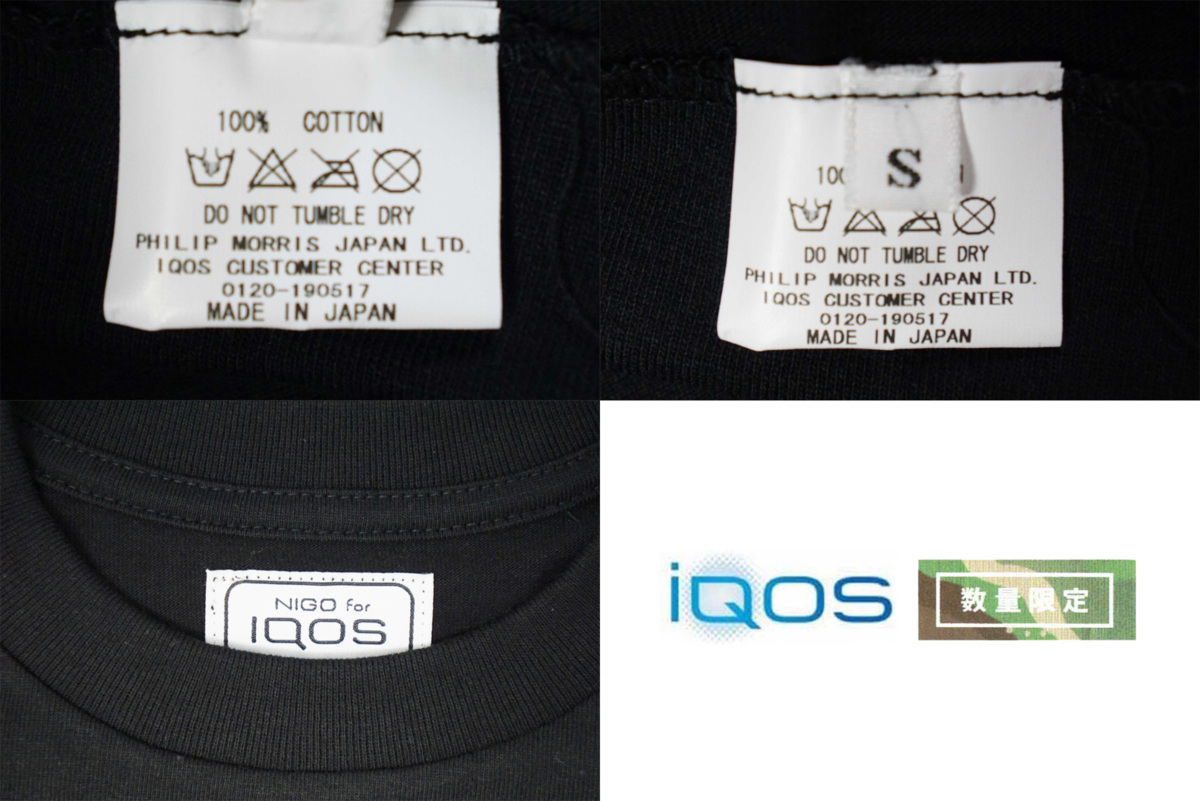 100% COTTON
DO NOT TUMBLE DRY
PHILIP MORRIS JAPAN LTD.
IQOS CUSTOMER CENTER
0120-190517
MADE IN JAPAN
S
10
DO NOT TUMBLE DRY
PHILIP MORRIS JAPAN LTD.
IQOS CUSTOMER CENTER
0120-190517
MADE IN JAPAN
NIGO for
IQOS
iQOS
数量限定